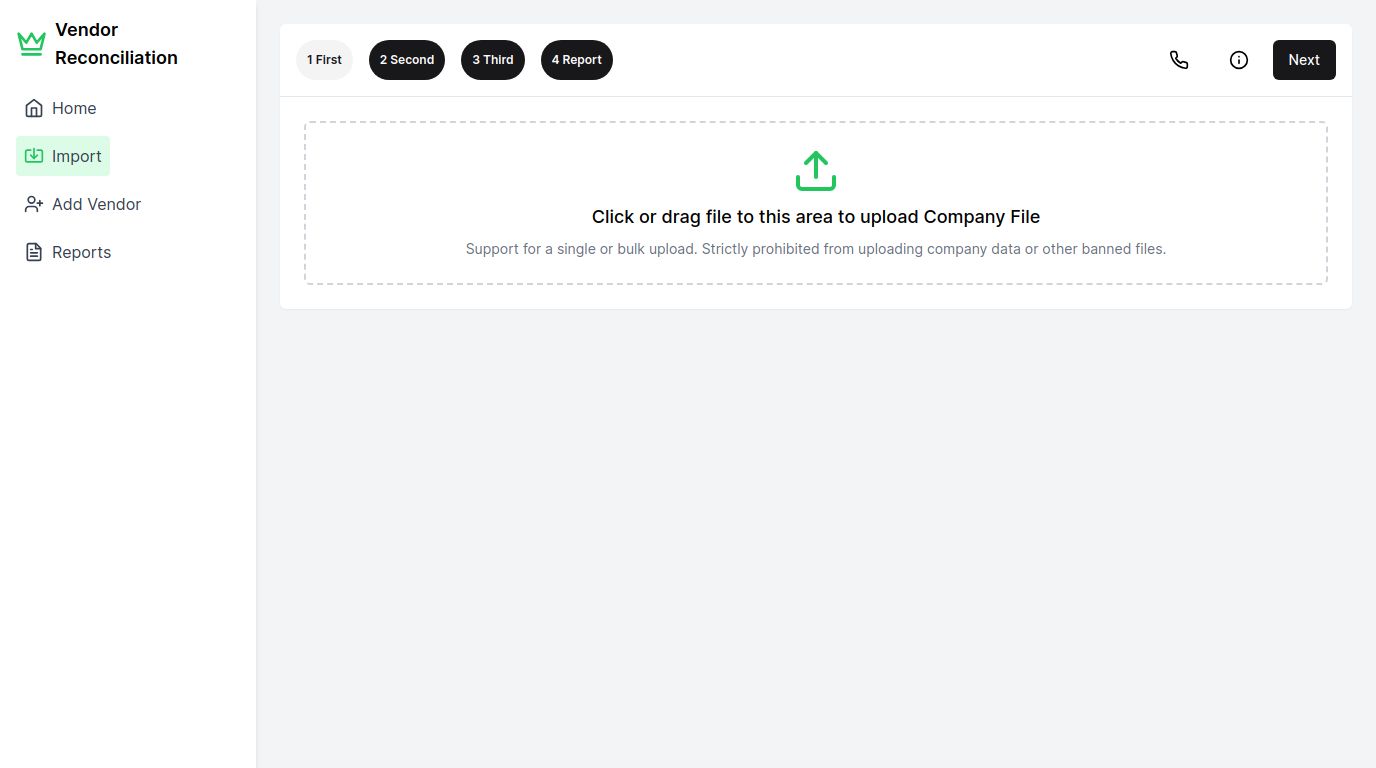 Vendor
Reconciliation
Home
Import
Add Vendor
Reports
1 First
2 Second
3 Third
4 Report
Next
Click or drag file to this area to upload Company File
Support for a single or bulk upload. Strictly prohibited from uploading company data or other banned files.